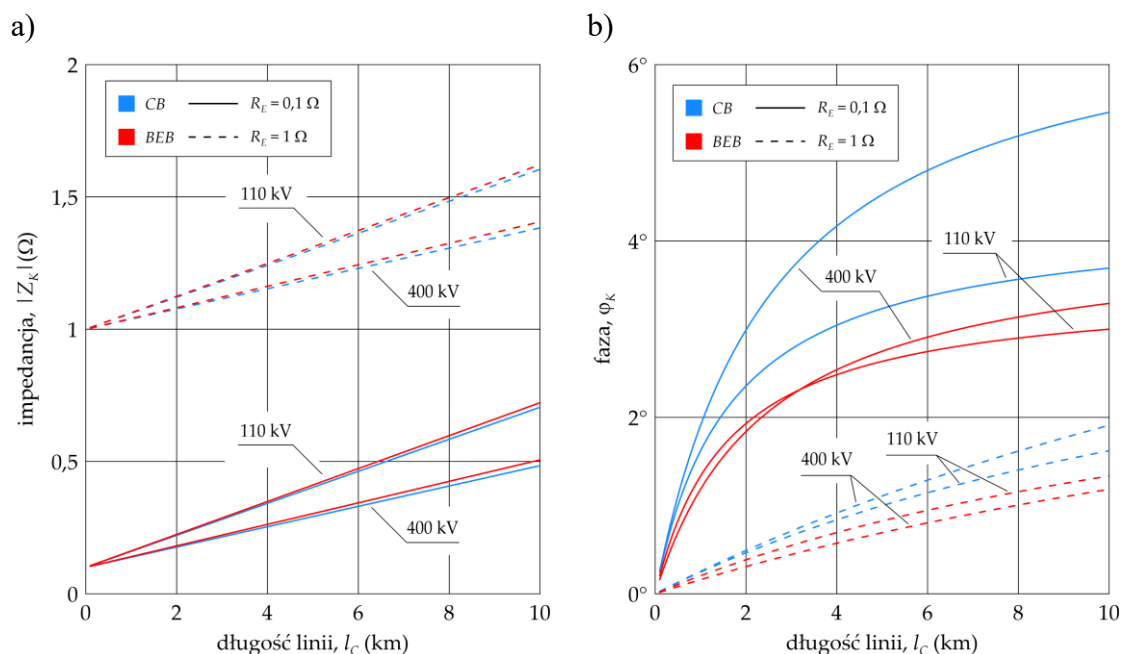 a)
2
1,5
1
0,5
0
0
2
4
6
8
10
impedancja, |Z_K|(Ω)
długość linii, l_C (km)
CB R_E = 0,1 Ω
BEB R_E = 1 Ω
110 kV
400 kV
110 kV
400 kV
b)
6°
4°
2°
0°
0
2
4
6
8
10
faza, φ_K
długość linii, l_C (km)
CB R_E = 0,1 Ω
BEB R_E = 1 Ω
110 kV
400 kV
110 kV
400 kV